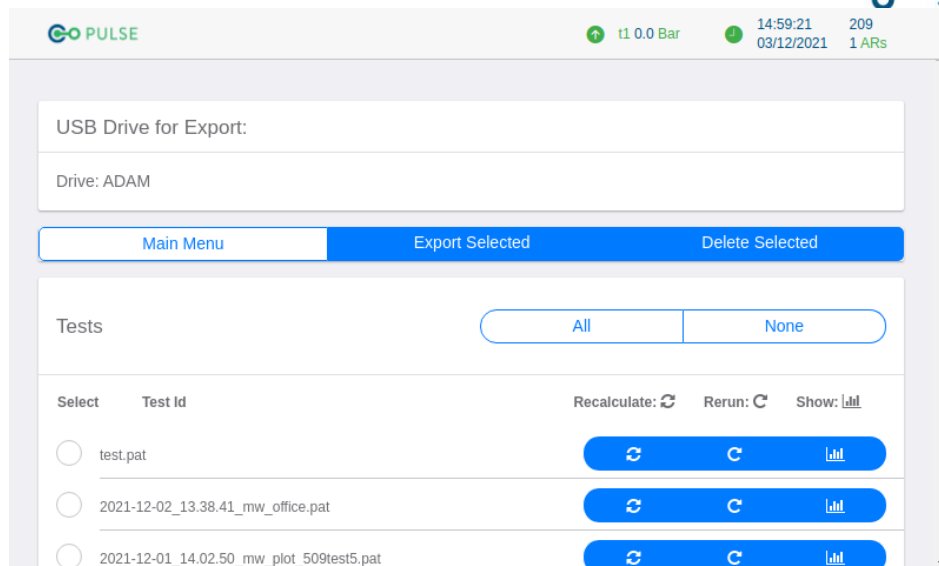 PULSE
t1 0.0 Bar
14:59:21
03/12/2021
209
1 ARs
USB Drive for Export:
Drive: ADAM
Main Menu
Export Selected
Delete Selected
Tests
All
None
Select Test Id Recalculate: Rerun: Show:
test.pat
2021-12-02_13.38.41_mw_office.pat
2021-12-01_14.02.50_mw_plot_509test5.pat